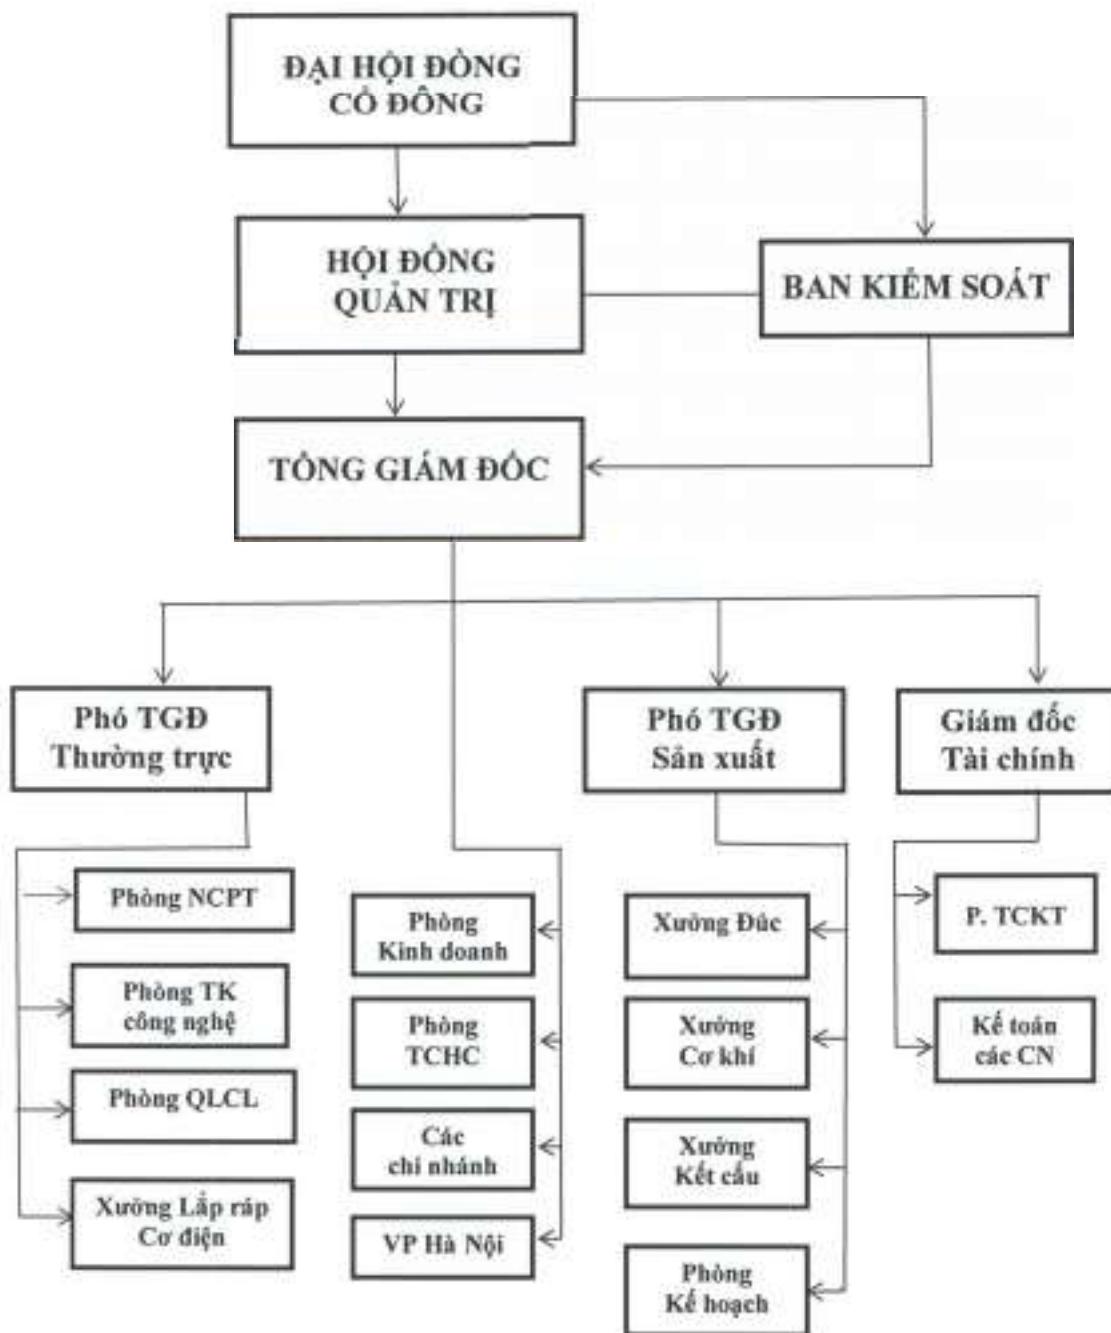 ĐẠI HỘI ĐỒNG
CỔ ĐÔNG
HỘI ĐỒNG
QUẢN TRỊ
BAN KIỂM SOÁT
TỔNG GIÁM ĐỐC
Phó TGĐ
Thường trực
Phó TGĐ
Sản xuất
Giám đốc
Tài chính
Phòng NCPT
Phòng TK
công nghệ
Phòng QLCL
Xưởng Lắp ráp
Cơ điện
Phòng
Kinh doanh
Phòng
TCHC
Các
chi nhánh
VP Hà Nội
Xưởng Đúc
Xưởng
Cơ khí
Xưởng
Kết cấu
Phòng
Kế hoạch
P. TCKT
Kế toán
các CN